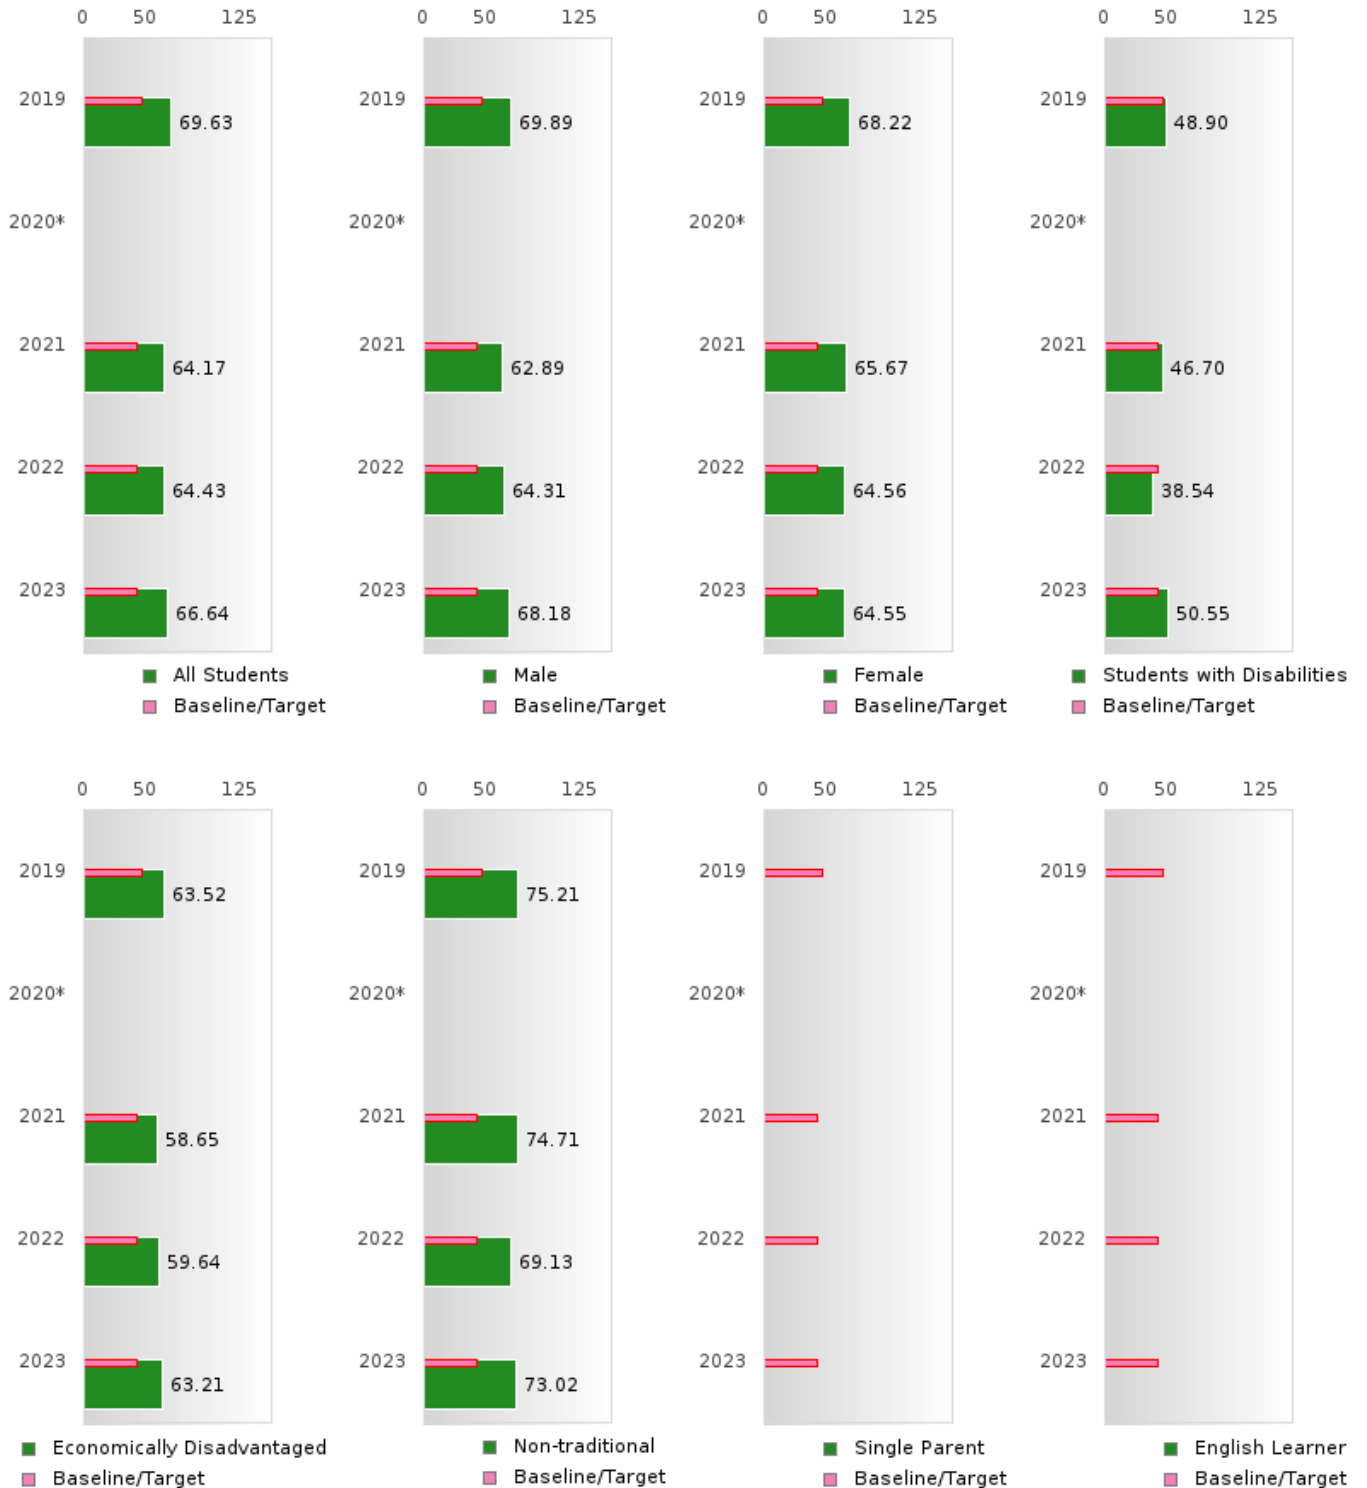 0 50 125 0 50 125 0 50 125 0 50 125
2019 69.63 2019 69.89 2019 68.22 2019 48.90
2020* 2020* 2020* 2020*
2021 64.17 2021 62.89 2021 65.67 2021 46.70
2022 64.43 2022 64.31 2022 64.56 2022 38.54
2023 66.64 2023 68.18 2023 64.55 2023 50.55
All Students Male Female Students with Disabilities
Baseline/Target Baseline/Target Baseline/Target Baseline/Target
0 50 125 0 50 125 0 50 125 0 50 125
2019 63.52 2019 75.21 2019 2019
2020* 2020* 2020* 2020*
2021 58.65 2021 74.71 2021 2021
2022 59.64 2022 69.13 2022 2022
2023 63.21 2023 73.02 2023 2023
Economically Disadvantaged Non-traditional Single Parent English Learner
Baseline/Target Baseline/Target Baseline/Target Baseline/Target